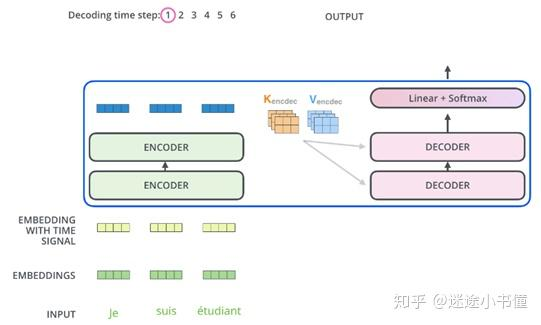 Decoding time step: 1 2 3 4 5 6 OUTPUT
Kencdec Vencdec Linear + Softmax
ENCODER DECODER
ENCODER DECODER
EMBEDDING
WITH TIME
SIGNAL
EMBEDDINGS
INPUT Je suis étudiant
知乎 @迷途小书僮